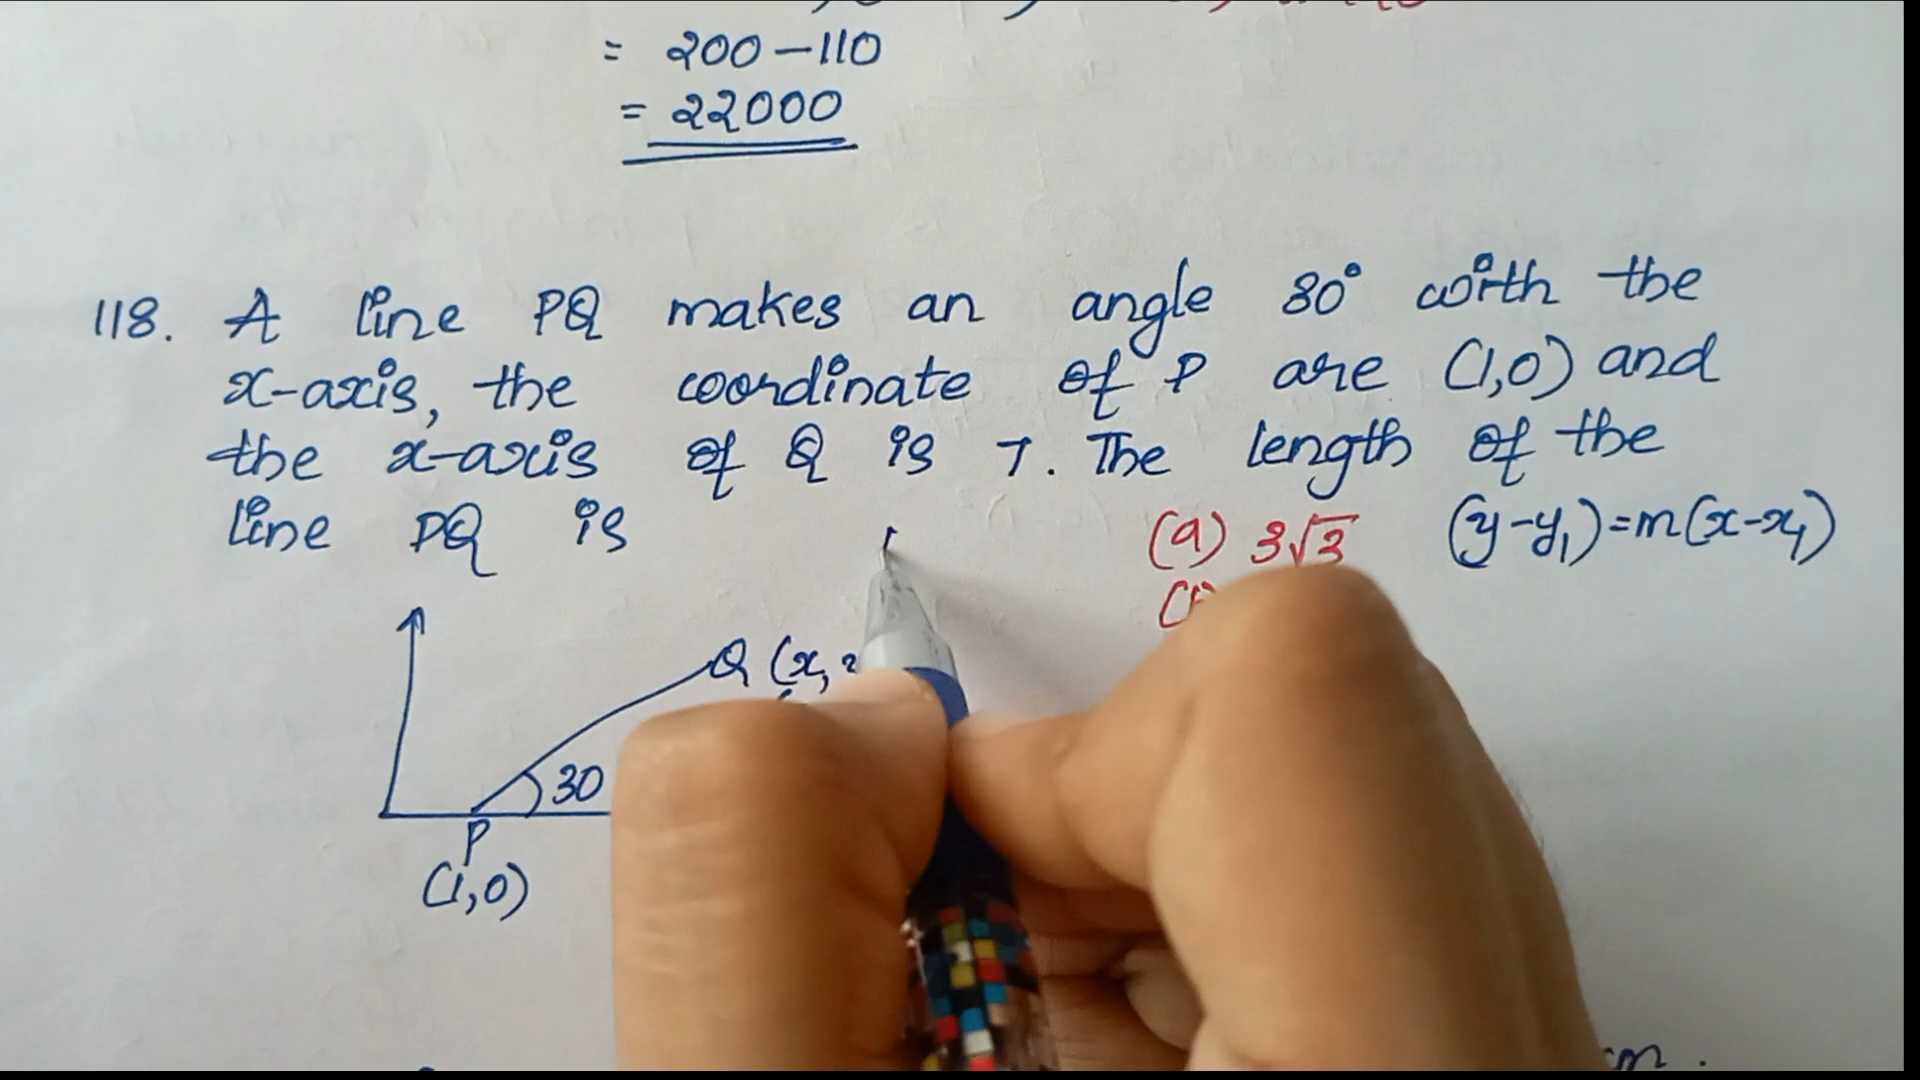 = 200-110
= 22000
118. A line PQ makes an angle 30° with the
x-axis, the coordinate of P are (1,0) and
the x-axis of Q is 7. The length of the
line PQ is
(a) 3√3 (y-y₁)=m(x-x₁)
Q (x,
30
P
(1,0)